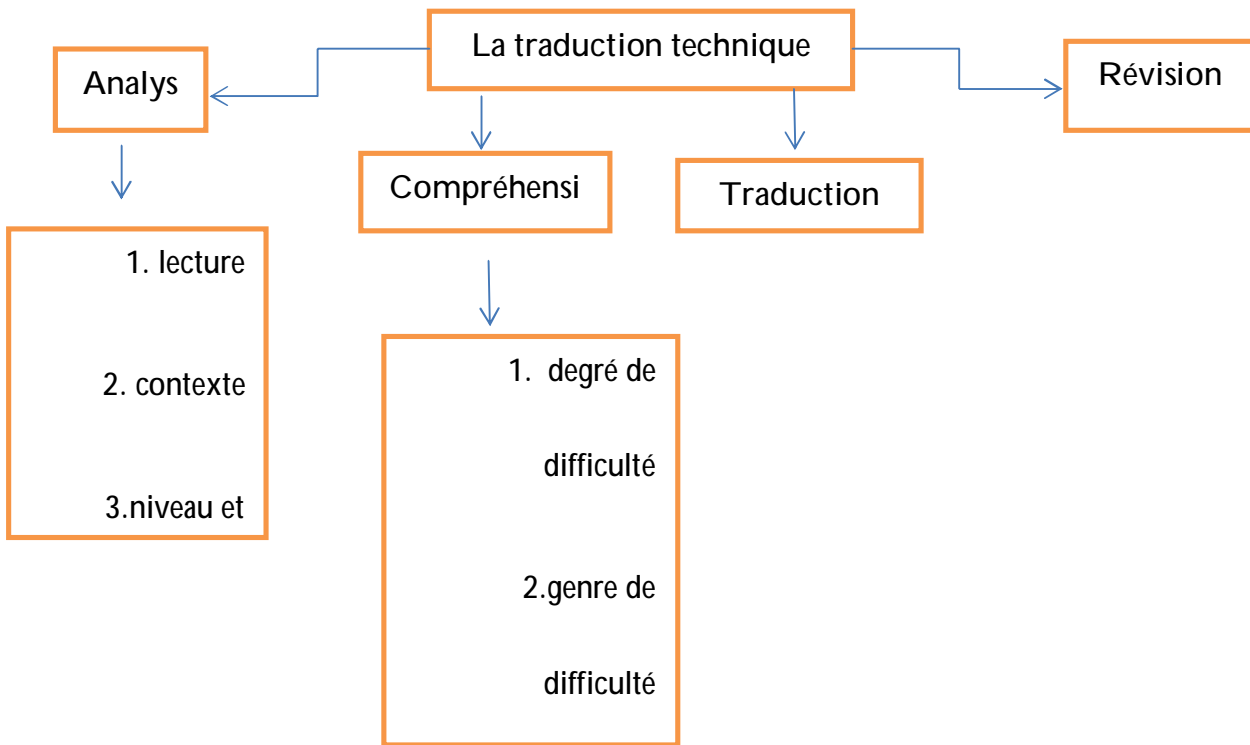 La traduction technique
Analys
Révision
Compréhensi
Traduction
1. lecture
2. contexte
3.niveau et
1. degré de
difficulté
2.genre de
difficulté